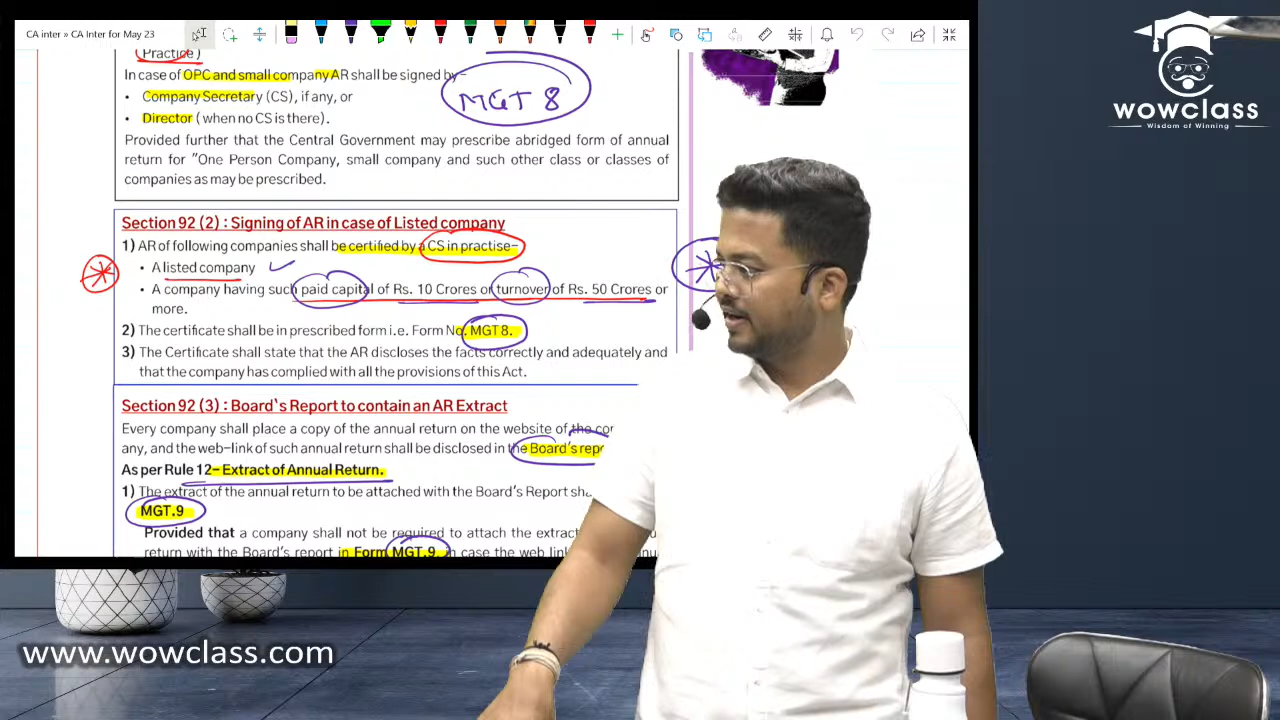 CA inter » CA Inter for May 23
(Practice)
In case of OPC and small company AR shall be signed by-
• Company Secretary (CS), if any, or
• Director (when no CS is there).
MGT 8
Provided further that the Central Government may prescribe abridged form of annual
return for "One Person Company, small company and such other class or classes of
companies as may be prescribed.
Section 92 (2) : Signing of AR in case of Listed company
1) AR of following companies shall be certified by a CS in practise-
• A listed company
• A company having such paid capital of Rs. 10 Crores or turnover of Rs. 50 Crores or
more.
2) The certificate shall be in prescribed form i.e. Form No. MGT 8.
3) The Certificate shall state that the AR discloses the facts correctly and adequately and
that the company has complied with all the provisions of this Act.
Section 92 (3) : Board's Report to contain an AR Extract
Every company shall place a copy of the annual return on the website of the
any, and the web-link of such annual return shall be disclosed in the Board's
As per Rule 12- Extract of Annual Return.
1) The extract of the annual return to be attached with the Board's Report
MGT.9
Provided that a company shall not be required to attach the
return with the Board's report in Form MGT.9, in case the web
wowclass
Wisdom of Winning
www.wowclass.com